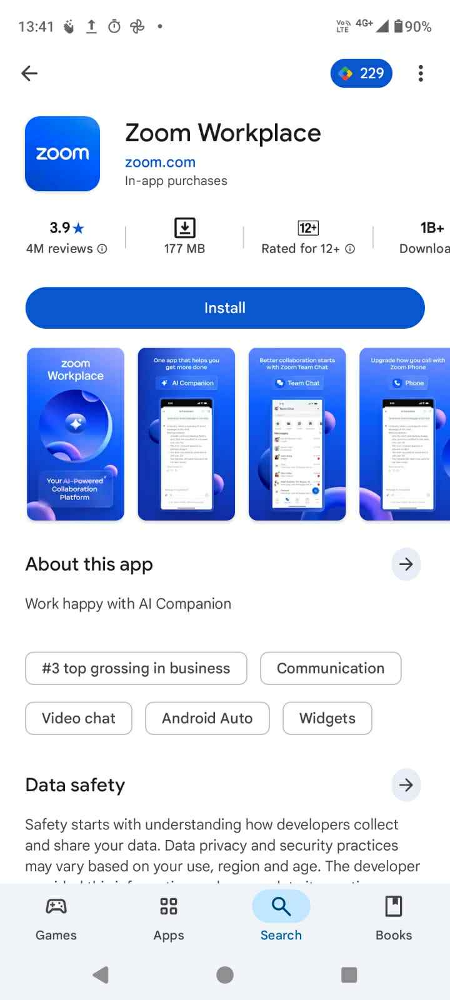 13:41 Vo)) LTE 4G+ 90%
229
zoom
Zoom Workplace
zoom.com
In-app purchases
3.9★ 12+ 1B+
4M reviews 177 MB Rated for 12+ Downloa
Install
zoom
Workplace
Your AI-Powered
Collaboration
Platform
One app that helps you
get more done
AI Companion
Better collaboration starts
with Zoom Team Chat
Team Chat
Upgrade how you call with
Zoom Phone
Phone
About this app
Work happy with AI Companion
#3 top grossing in business Communication
Video chat Android Auto Widgets
Data safety
Safety starts with understanding how developers collect
and share your data. Data privacy and security practices
may vary based on your use, region and age. The developer
Games Apps Search Books